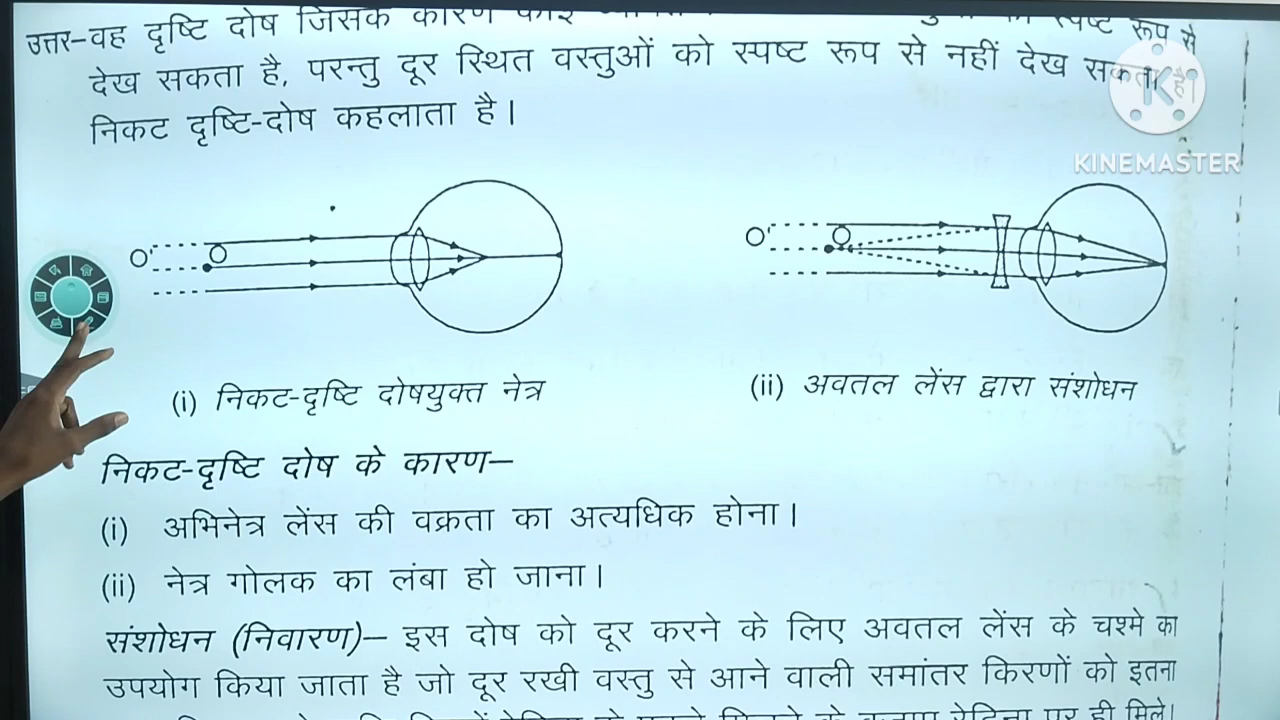 उत्तर–वह दृष्टि दोष जिसके कारण कोई स्पष्ट रूप से
देख सकता है, परन्तु दूर स्थित वस्तुओं को स्पष्ट रूप से नहीं देख सकता है।
निकट दृष्टि-दोष कहलाता है।
KINEMASTER
O' O
O' O
(i) निकट-दृष्टि दोषयुक्त नेत्र
(ii) अवतल लेंस द्वारा संशोधन
निकट-दृष्टि दोष के कारण–
(i) अभिनेत्र लेंस की वक्रता का अत्यधिक होना।
(ii) नेत्र गोलक का लंबा हो जाना।
संशोधन (निवारण)– इस दोष को दूर करने के लिए अवतल लेंस के चश्मे का
उपयोग किया जाता है जो दूर रखी वस्तु से आने वाली समांतर किरणों को इतना
रेटिना पर ही मिले।